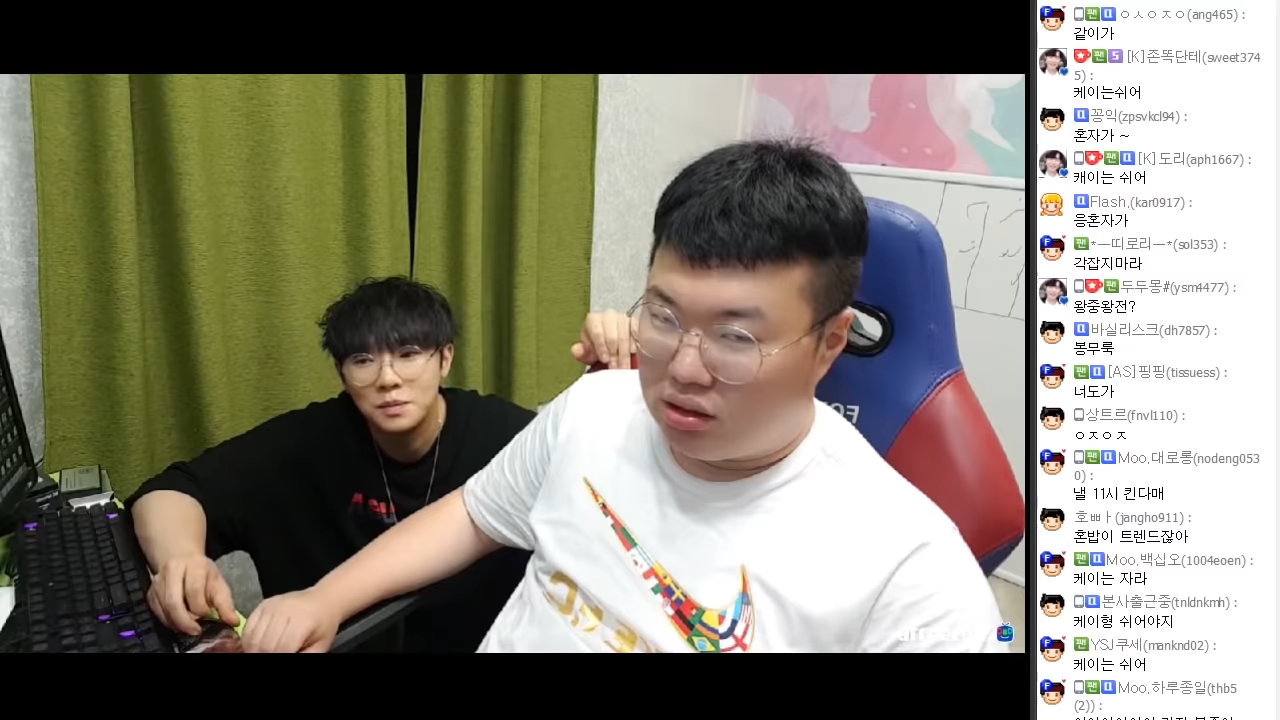 ㅇㅅㅇㅈㅇ(ang465) :
같이가
[K]존똑단테(sweet374
5) :
케이는쉬어
꽁익(zpsvkcl94) :
혼자가 ~
[K] 도리(aph1667) :
캐이는 쉬어
Flash,(kar0917) :
응혼자가
*ㅡ띠로리ㅡ*(sol353) :
각잡지마라
두두몽#(ysm4477) :
왕중왕전?
바실리스크(dh7857) :
봉무룩
[AS] 핑핑(tissuess) :
너도가
상트르(fnvl110) :
ㅇㅈㅇㅈ
Moo,대로롱(nodeng053
0) :
낼 11시 킨다매
호ㅃㅏ(jangho911) :
혼밥이 트렌드잖아
Moo,백십오(1004eoen) :
케이는 자라
본사출근중(tnldnkmh) :
케이형 쉬어야지
YSJ쿠세(manknd02) :
케이는 쉬어
Moo,하루종일(thb5
(2)) :